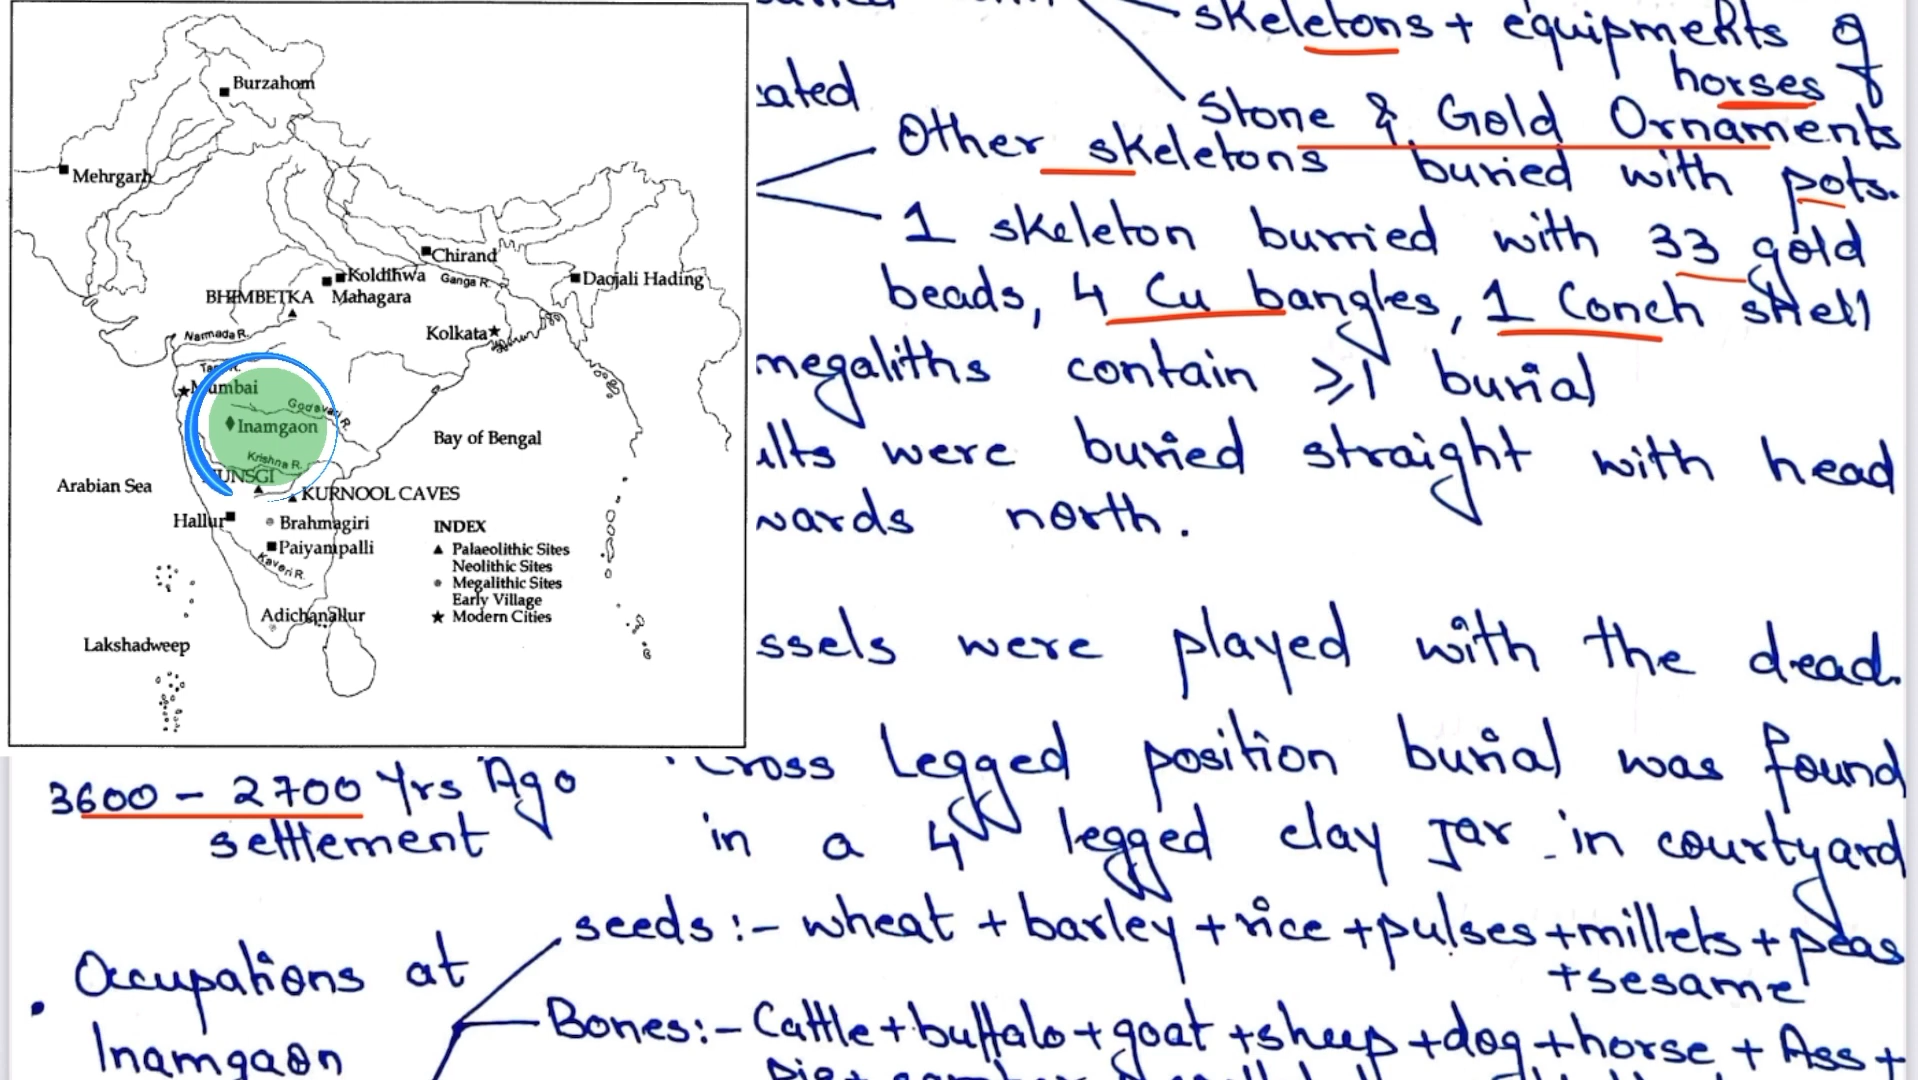 Burzahom
Mehrgarh
Chirand
Koldihwa
Ganga R.
Daojali Hading
BHIMBETKA
Mahagara
Kolkata
Narmada R.
Mumbai
Godavari R.
Inamgaon
Bay of Bengal
Krishna R.
UNSGI
Arabian Sea
KURNOOL CAVES
Hallur
Brahmagiri
Paiyampalli
Kaveri R.
Adichanallur
Lakshadweep
INDEX
Palaeolithic Sites
Neolithic Sites
Megalithic Sites
Early Village
Modern Cities
skeletons + equipments of
horses
Stone & Gold Ornaments
ated
Other skeletons buried with pots.
1 skeleton burried with 33 gold
beads, 4 Cu bangles, 1 Conch shell
megaliths contain ≥1 burial
ults were buried straight with head
wards north.
ssels were played with the dead.
Cross Legged position burial was found
in a 4 legged clay Jar in courtyard
3600 - 2700 Yrs Ago
settlement
• Occupations at
Inamgaon
seeds :- wheat + barley + rice + pulses + millets + peas
+ sesame
Bones :- Cattle + buffalo + goat + sheep + dog + horse + Ass +